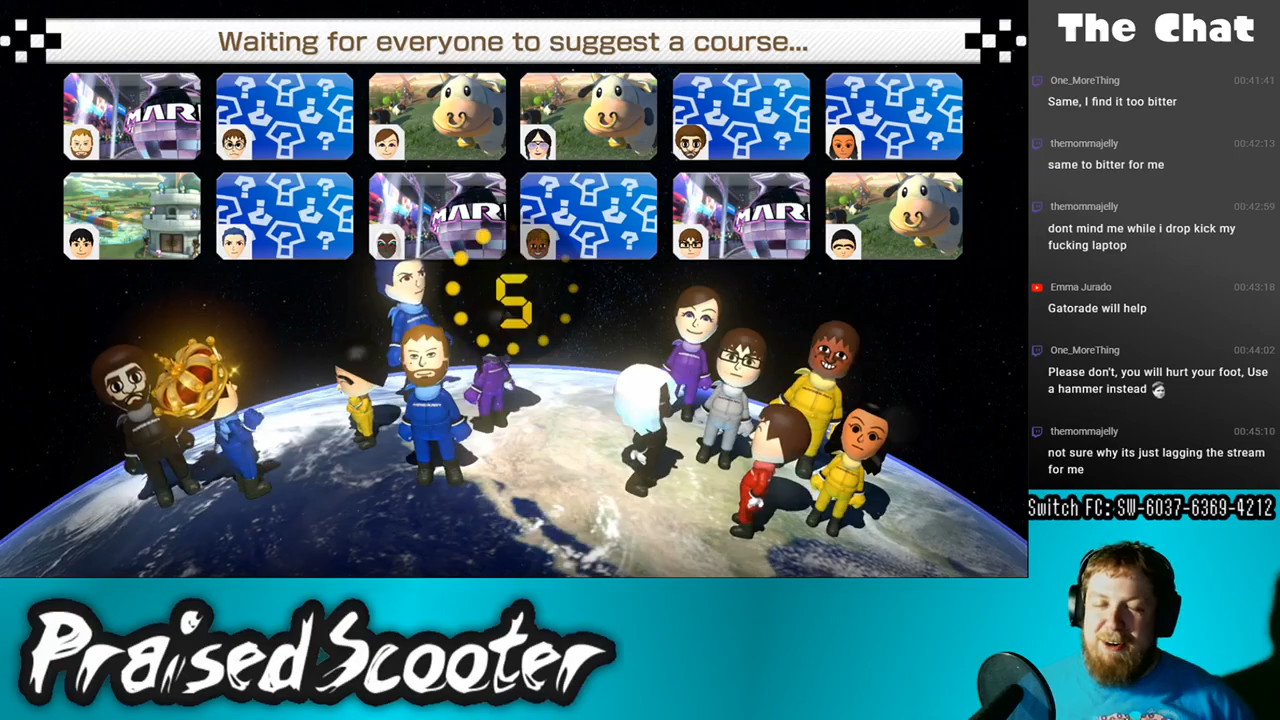 Waiting for everyone to suggest a course...
MAR
MAR
MAR
5
The Chat
One_MoreThing 00:41:41
Same, I find it too bitter
themommajelly 00:42:13
same to bitter for me
themommajelly 00:42:59
dont mind me while i drop kick my
fucking laptop
Emma Jurado 00:43:18
Gatorade will help
One_MoreThing 00:44:02
Please don't, you will hurt your foot, Use
a hammer instead
themommajelly 00:45:10
not sure why its just lagging the stream
for me
Switch FC: SW-6037-6369-4212
PraisedScooter